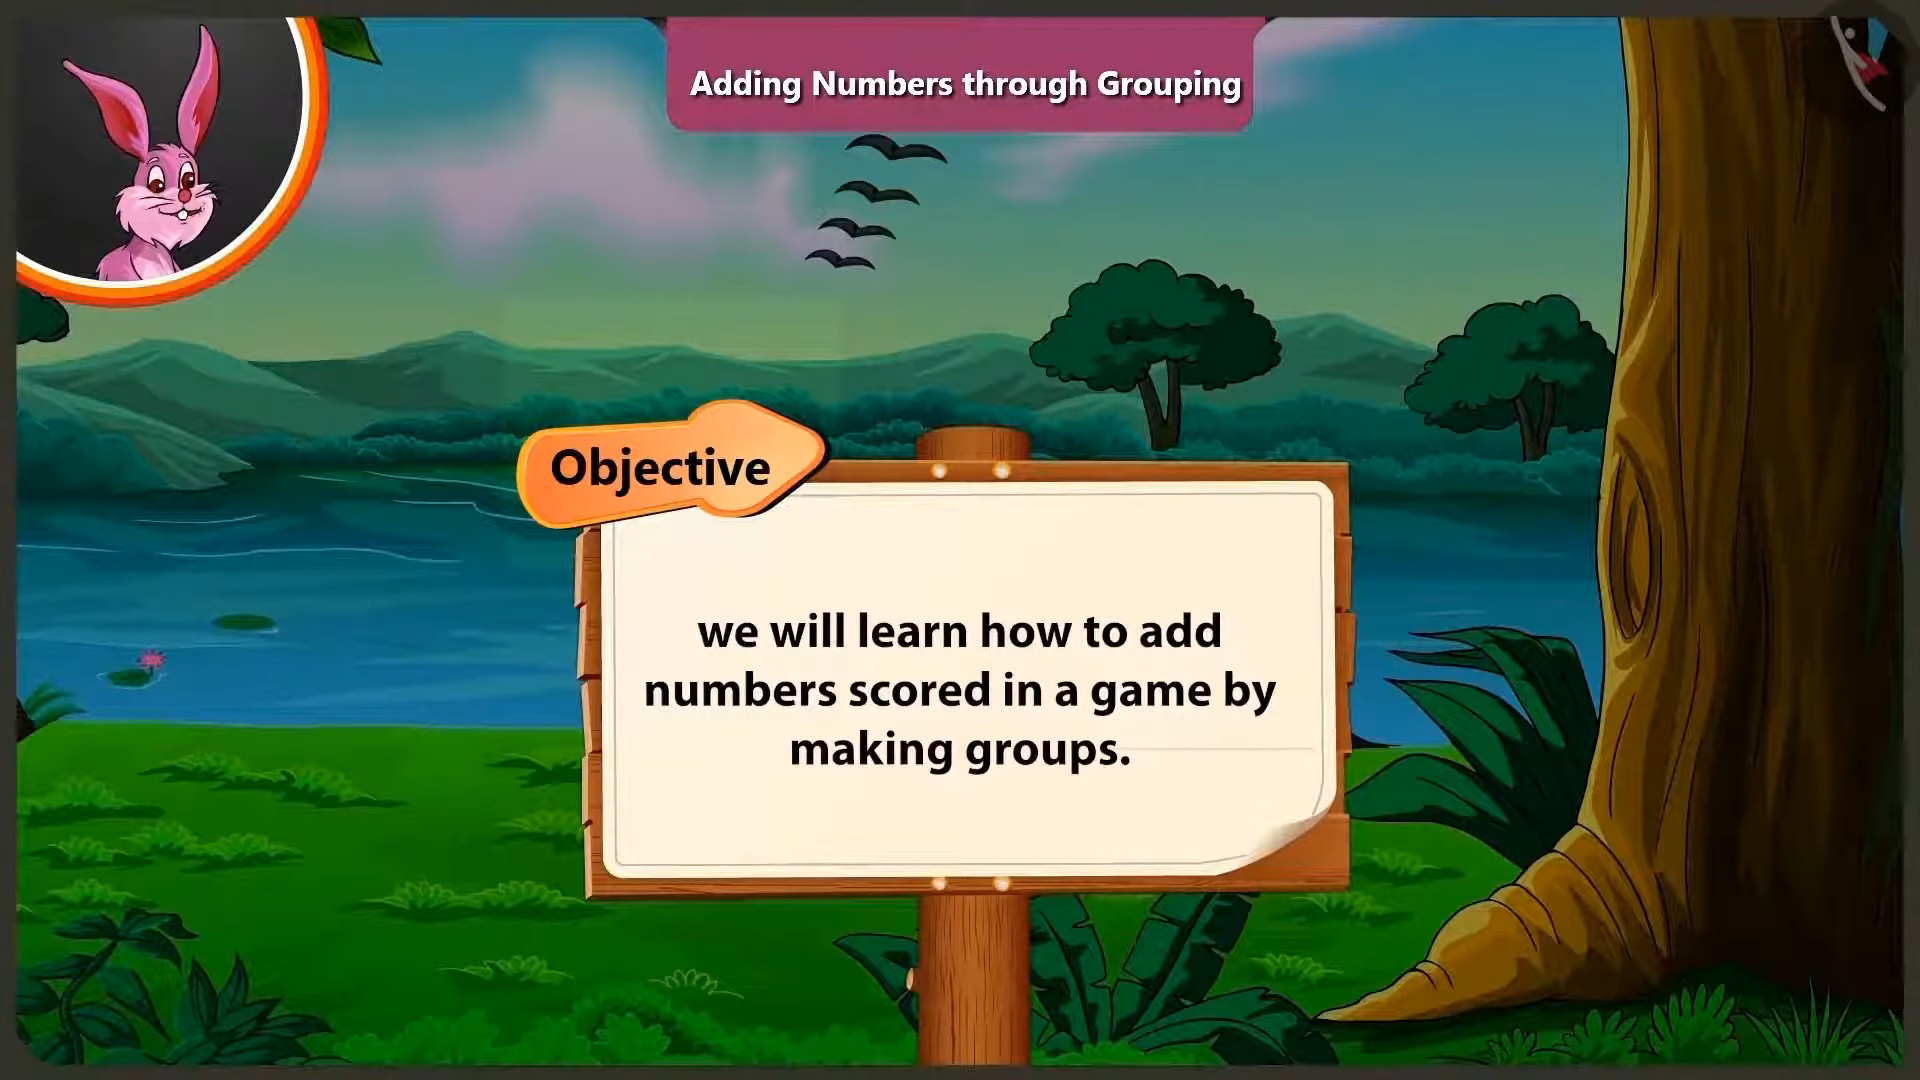 Adding Numbers through Grouping
Objective
we will learn how to add
numbers scored in a game by
making groups.